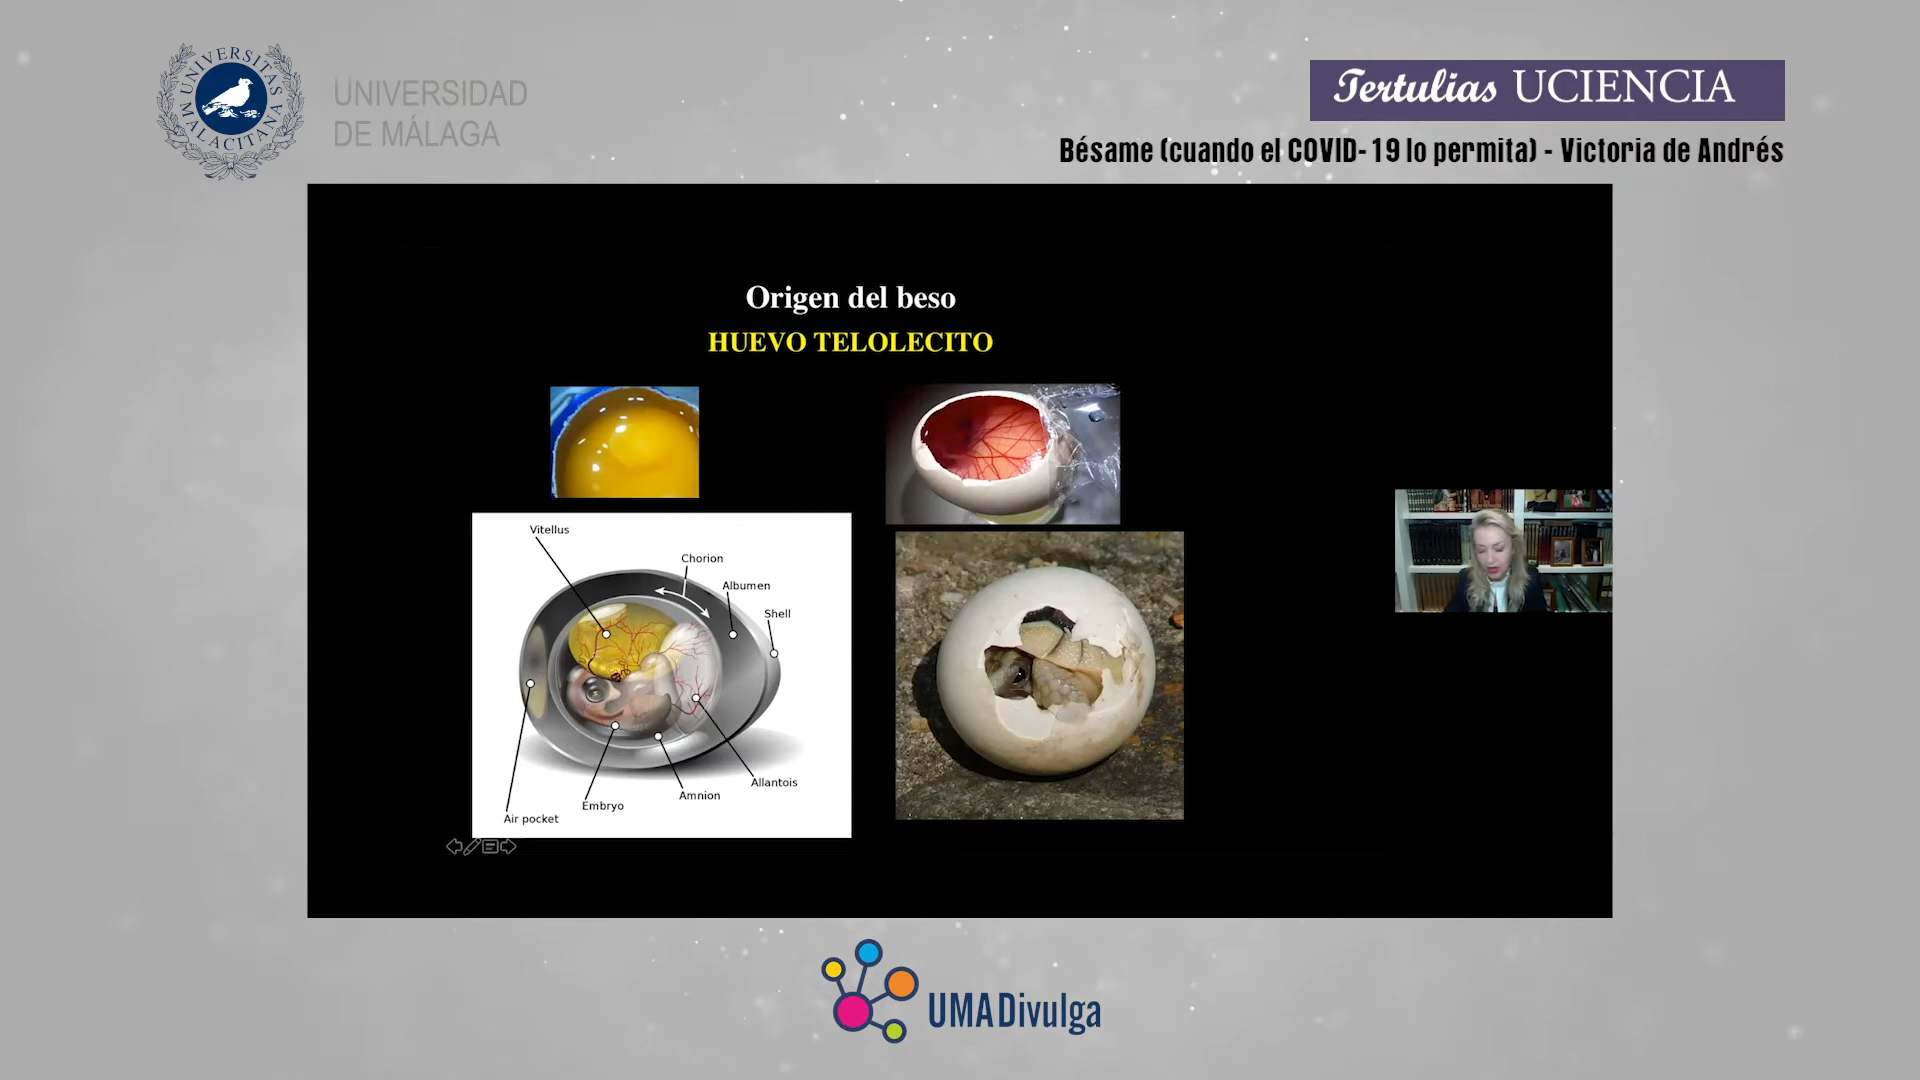 UNIVERSITAS MALACITANA
UNIVERSIDAD
DE MÁLAGA
Tertulias UCIENCIA
Bésame (cuando el COVID-19 lo permita) - Victoria de Andrés
Origen del beso
HUEVO TELOLECITO
Vitellus
Chorion
Albumen
Shell
Allantois
Amnion
Embryo
Air pocket
UMADivulga